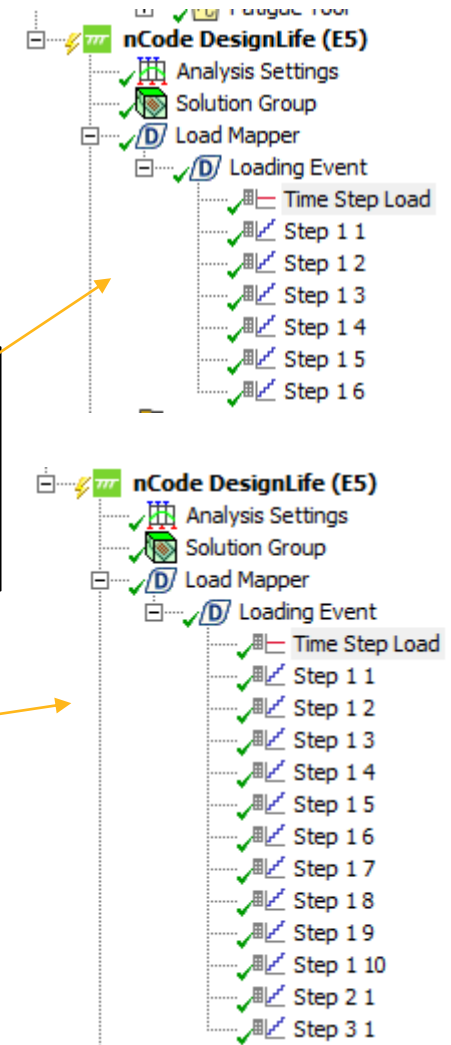 nCode DesignLife (E5)
Analysis Settings
Solution Group
D Load Mapper
D Loading Event
Time Step Load
Step 1 1
Step 1 2
Step 1 3
Step 1 4
Step 1 5
Step 1 6
nCode DesignLife (E5)
Analysis Settings
Solution Group
D Load Mapper
D Loading Event
Time Step Load
Step 1 1
Step 1 2
Step 1 3
Step 1 4
Step 1 5
Step 1 6
Step 1 7
Step 1 8
Step 1 9
Step 1 10
Step 2 1
Step 3 1